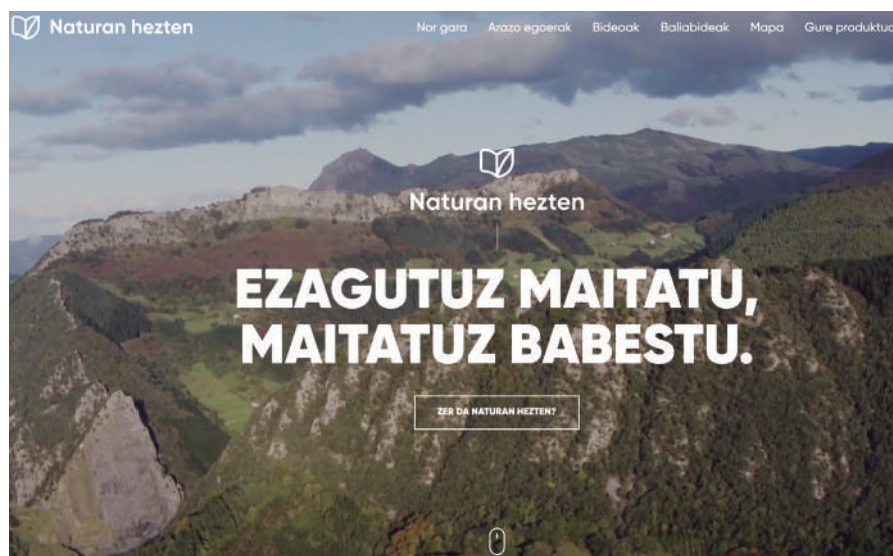 Naturan hezten
Nor gara Arazo egoerak Bideoak Baliabideak Mapa Gure produktuc
Naturan hezten
EZAGUTUZ MAITATU,
MAITATUZ BABESTU.
ZER DA NATURAN HEZTEN?